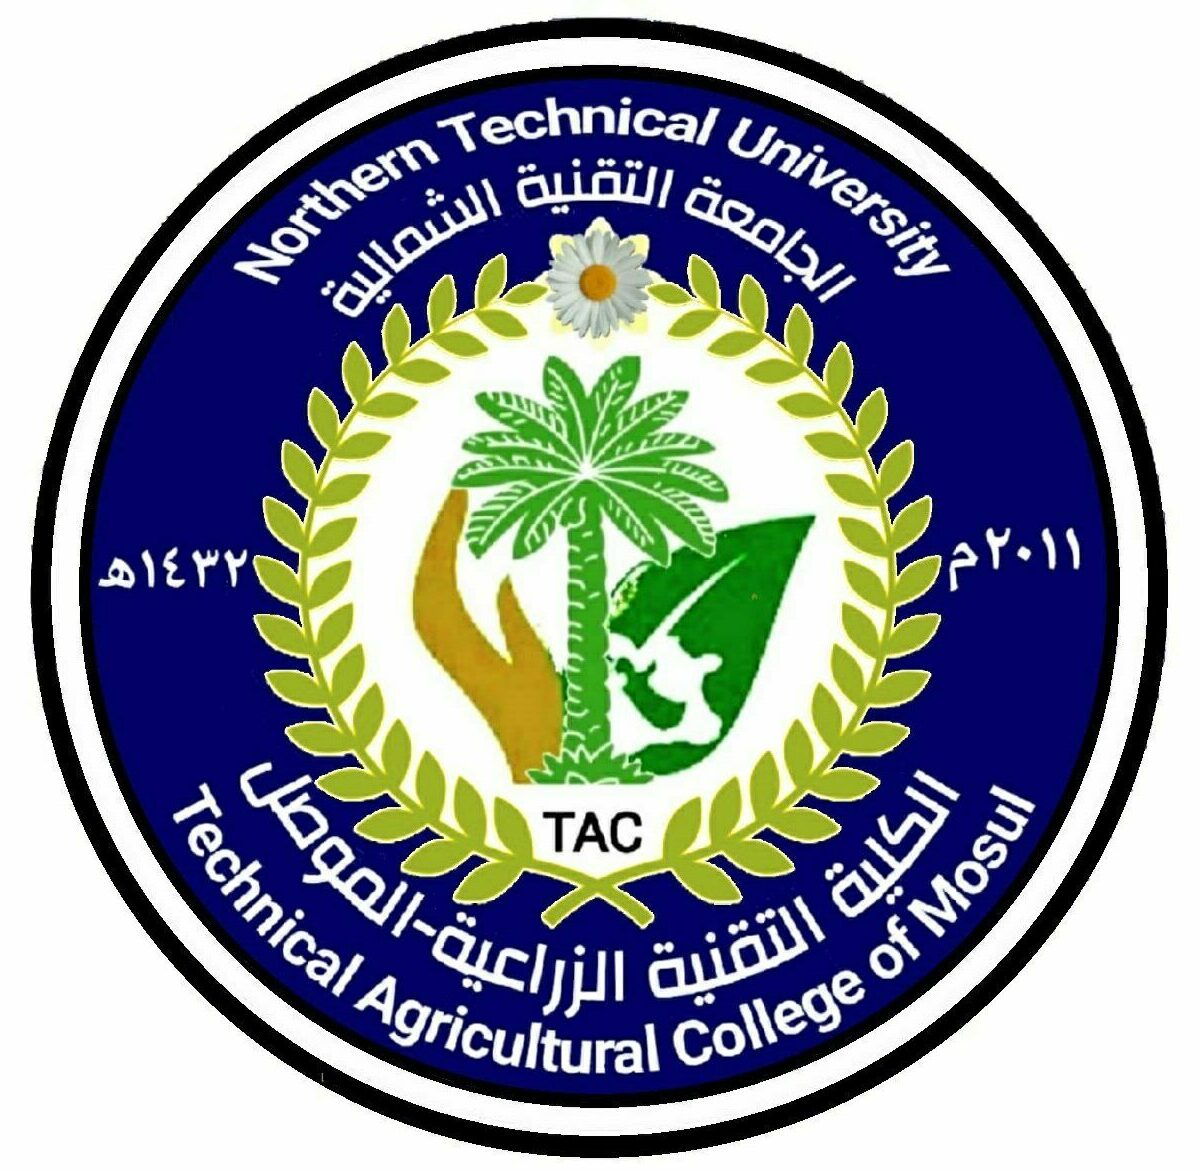 Northern Technical University
الجامعة التقنية الشمالية
١٤٣٢هـ
٢٠١١م
TAC
الكلية التقنية الزراعية-الموصل
Technical Agricultural College of Mosul